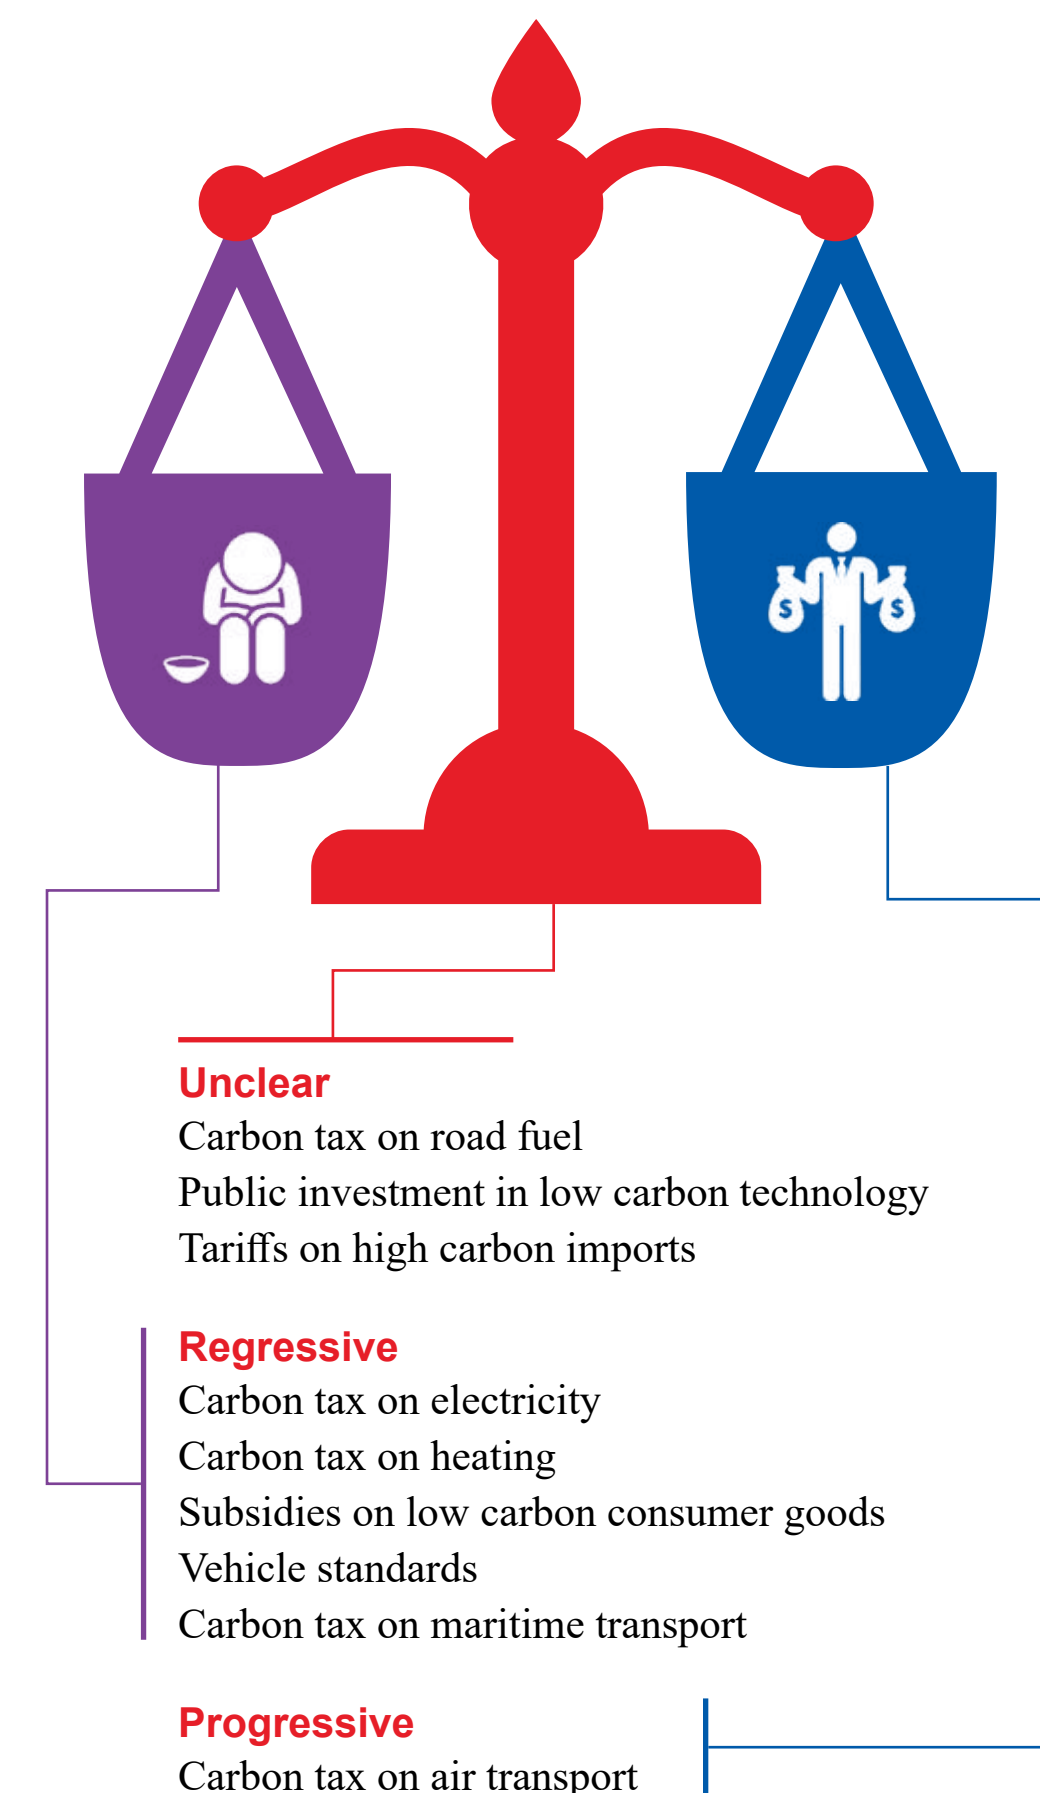 $ $
Unclear
Carbon tax on road fuel
Public investment in low carbon technology
Tariffs on high carbon imports
Regressive
Carbon tax on electricity
Carbon tax on heating
Subsidies on low carbon consumer goods
Vehicle standards
Carbon tax on maritime transport
Progressive
Carbon tax on air transport